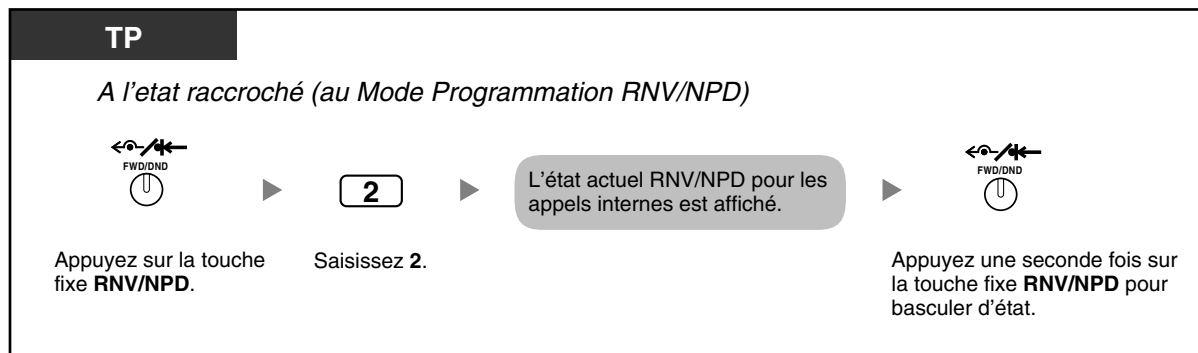 TP
A l'etat raccroché (au Mode Programmation RNV/NPD)
FWD/DND
2
L'état actuel RNV/NPD pour les
appels internes est affiché.
FWD/DND
Appuyez sur la touche
fixe RNV/NPD.
Saisissez 2.
Appuyez une seconde fois sur
la touche fixe RNV/NPD pour
basculer d'état.